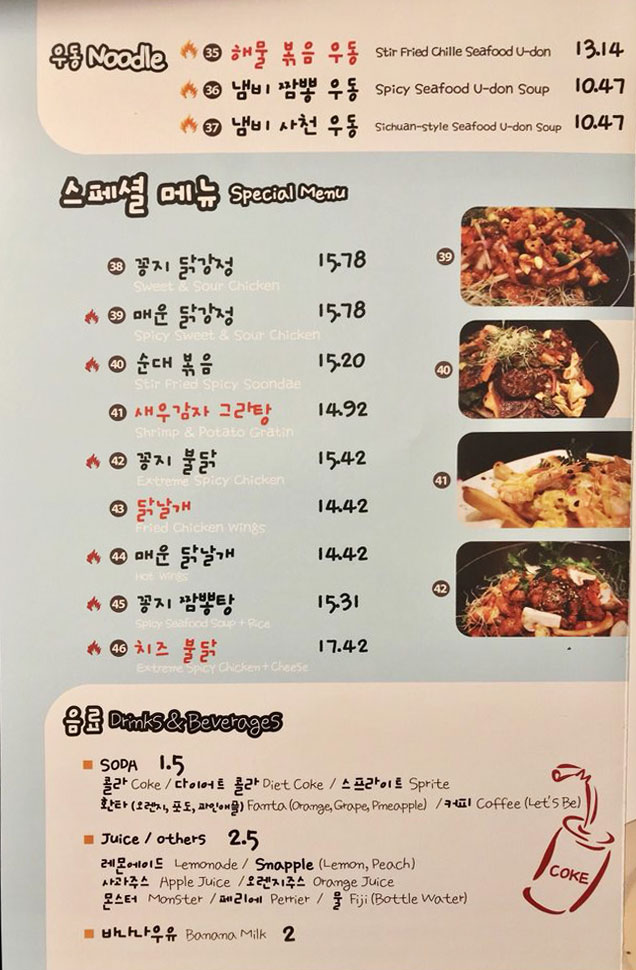 우동 Noodle
35 해물 볶음 우동 Stir Fried Chille Seafood U-don 13.14
36 냄비 짬뽕 우동 Spicy Seafood U-don Soup 10.47
37 냄비 사천 우동 Sichuan-style Seafood U-don Soup 10.47
스페셜 메뉴 Special Menu
38 꽁지 닭강정 15.78
Sweet & Sour Chicken
39 매운 닭강정 15.78
Spicy Sweet & Sour Chicken
40 순대 볶음 15.20
Stir Fried Spicy Soondae
41 새우감자 그라탕 14.92
Shrimp & Potato Gratin
42 꽁지 불닭 15.42
Extreme Spicy Chicken
43 닭날개 14.42
Fried Chicken Wings
44 매운 닭날개 14.42
Hot Wings
45 꽁지 짬뽕탕 15.31
Spicy Seafood Soup + Rice
46 치즈 불닭 17.42
Extreme Spicy Chicken + Cheese
39
40
41
42
음료 Drinks & Beverages
SODA 1.5
콜라 Coke / 다이어트 콜라 Diet Coke / 스프라이트 Sprite
환타 (오렌지, 포도, 파인애플) Fanta (Orange, Grape, Pineapple) / 커피 Coffee (Let's Be)
Juice / others 2.5
레몬에이드 Lemonade / Snapple (Lemon, Peach)
사과주스 Apple Juice / 오렌지주스 Orange Juice
몬스터 Monster / 페리에 Perrier / 물 Fiji (Bottle Water)
바나나우유 Banana Milk 2
COKE